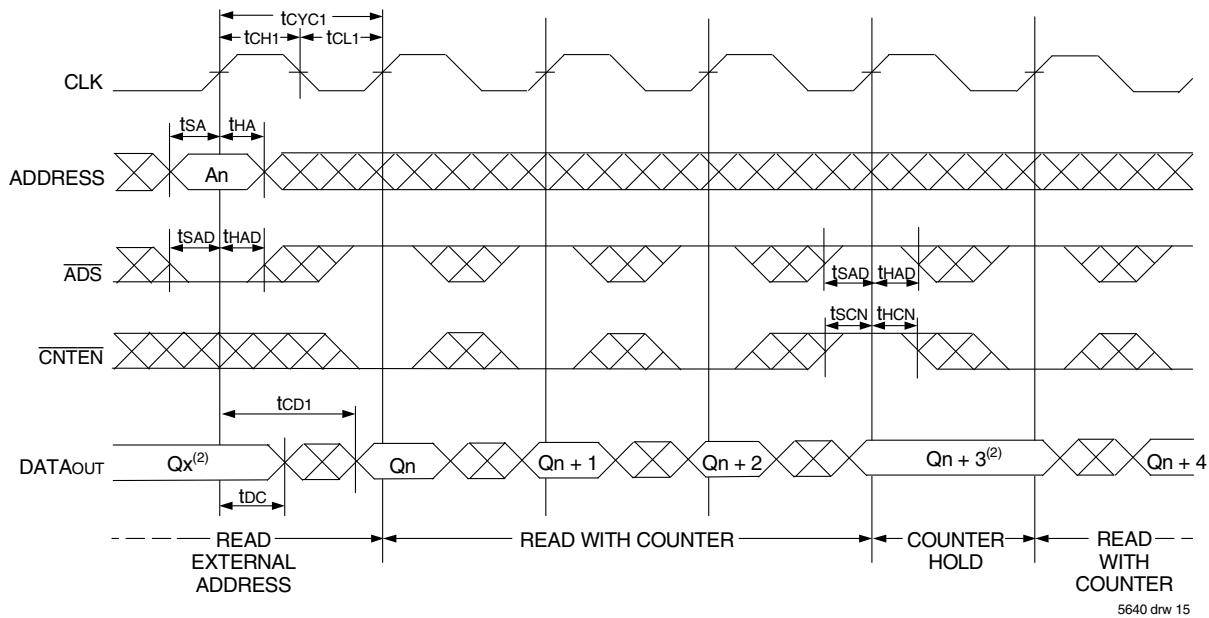 tCYC1
tCH1 tCL1
CLK
tSA tHA
ADDRESS An
tSAD tHAD
ADS
tSAD tHAD
tSCN tHCN
CNTEN
tCD1
DATAOUT Qx(2) Qn Qn + 1 Qn + 2 Qn + 3(2) Qn + 4
tDC
READ EXTERNAL ADDRESS
READ WITH COUNTER
COUNTER HOLD
READ WITH COUNTER
5640 drw 15